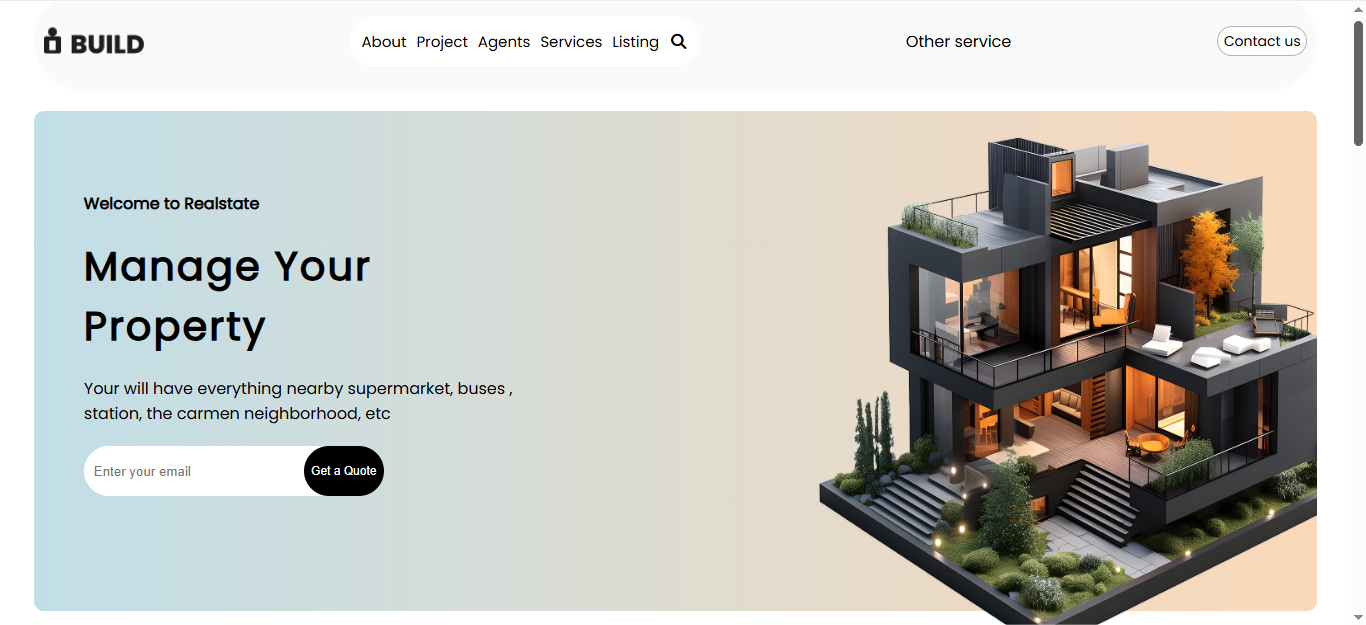 BUILD
About Project Agents Services Listing
Other service
Contact us
Welcome to Realstate
Manage Your
Property
Your will have everything nearby supermarket, buses ,
station, the carmen neighborhood, etc
Enter your email
Get a Quote